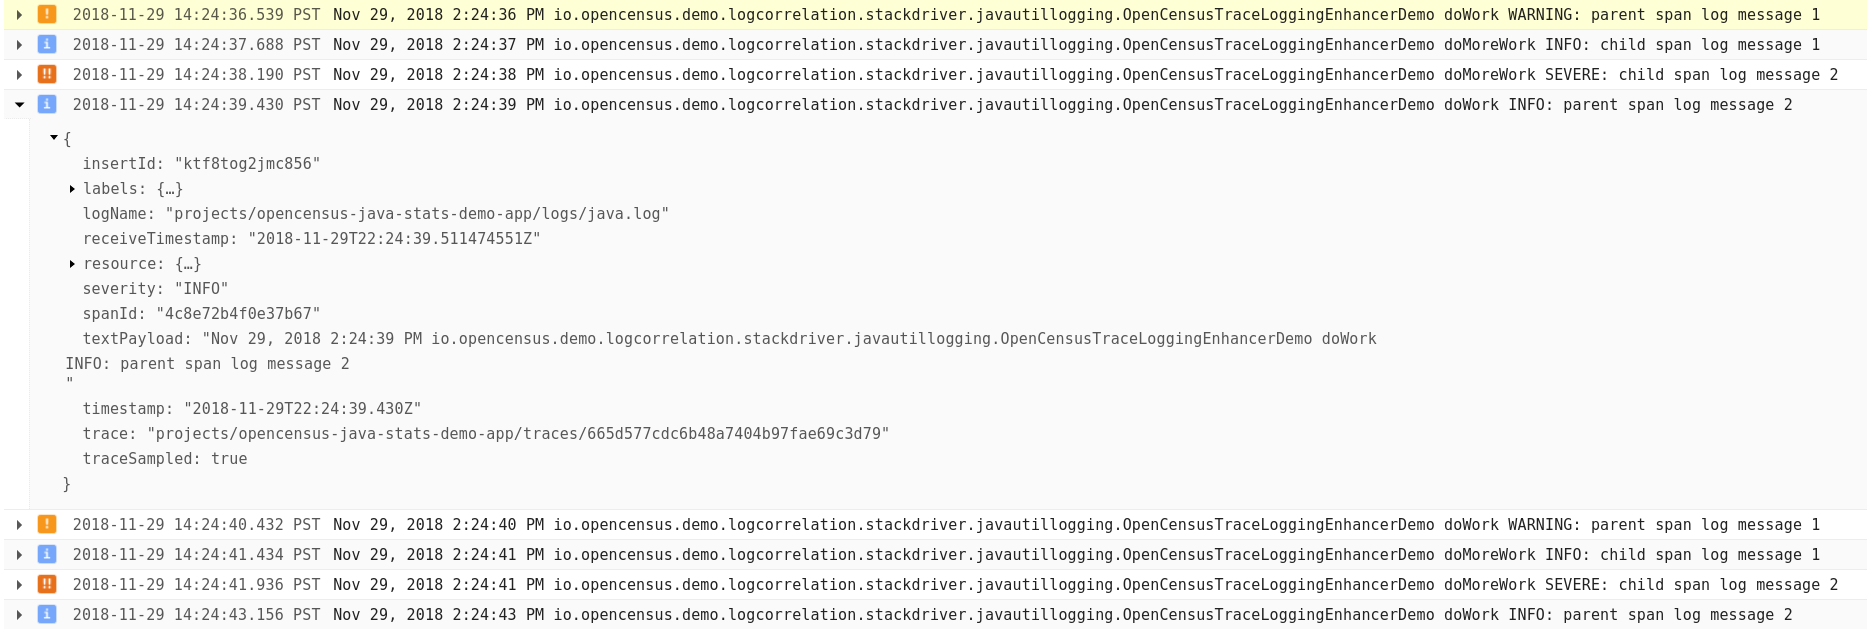 2018-11-29 14:24:36.539 PST Nov 29, 2018 2:24:36 PM io.opencensus.demo.logcorrelation.stackdriver.javautillogging.OpenCensusTraceLoggingEnhancerDemo doWork WARNING: parent span log message 1
2018-11-29 14:24:37.688 PST Nov 29, 2018 2:24:37 PM io.opencensus.demo.logcorrelation.stackdriver.javautillogging.OpenCensusTraceLoggingEnhancerDemo doMoreWork INFO: child span log message 1
2018-11-29 14:24:38.190 PST Nov 29, 2018 2:24:38 PM io.opencensus.demo.logcorrelation.stackdriver.javautillogging.OpenCensusTraceLoggingEnhancerDemo doMoreWork SEVERE: child span log message 2
2018-11-29 14:24:39.430 PST Nov 29, 2018 2:24:39 PM io.opencensus.demo.logcorrelation.stackdriver.javautillogging.OpenCensusTraceLoggingEnhancerDemo doWork INFO: parent span log message 2
{
insertId: "ktf8tog2jmc856"
labels: {…}
logName: "projects/opencensus-java-stats-demo-app/logs/java.log"
receiveTimestamp: "2018-11-29T22:24:39.511474551Z"
resource: {…}
severity: "INFO"
spanId: "4c8e72b4f0e37b67"
textPayload: "Nov 29, 2018 2:24:39 PM io.opencensus.demo.logcorrelation.stackdriver.javautillogging.OpenCensusTraceLoggingEnhancerDemo doWork
INFO: parent span log message 2
"
timestamp: "2018-11-29T22:24:39.430Z"
trace: "projects/opencensus-java-stats-demo-app/traces/665d577cdc6b48a7404b97fae69c3d79"
traceSampled: true
}
2018-11-29 14:24:40.432 PST Nov 29, 2018 2:24:40 PM io.opencensus.demo.logcorrelation.stackdriver.javautillogging.OpenCensusTraceLoggingEnhancerDemo doWork WARNING: parent span log message 1
2018-11-29 14:24:41.434 PST Nov 29, 2018 2:24:41 PM io.opencensus.demo.logcorrelation.stackdriver.javautillogging.OpenCensusTraceLoggingEnhancerDemo doMoreWork INFO: child span log message 1
2018-11-29 14:24:41.936 PST Nov 29, 2018 2:24:41 PM io.opencensus.demo.logcorrelation.stackdriver.javautillogging.OpenCensusTraceLoggingEnhancerDemo doMoreWork SEVERE: child span log message 2
2018-11-29 14:24:43.156 PST Nov 29, 2018 2:24:43 PM io.opencensus.demo.logcorrelation.stackdriver.javautillogging.OpenCensusTraceLoggingEnhancerDemo doWork INFO: parent span log message 2